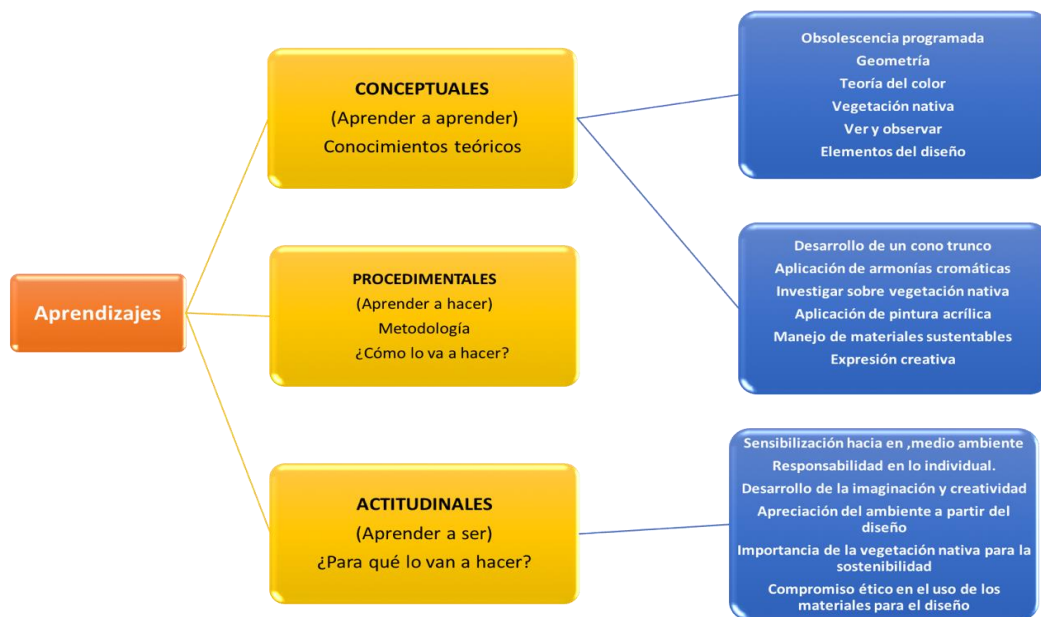 Aprendizajes
CONCEPTUALES
(Aprender a aprender)
Conocimientos teóricos
PROCEDIMENTALES
(Aprender a hacer)
Metodología
¿Cómo lo va a hacer?
ACTITUDINALES
(Aprender a ser)
¿Para qué lo van a hacer?
Obsolescencia programada
Geometría
Teoría del color
Vegetación nativa
Ver y observar
Elementos del diseño
Desarrollo de un cono trunco
Aplicación de armonías cromáticas
Investigar sobre vegetación nativa
Aplicación de pintura acrílica
Manejo de materiales sustentables
Expresión creativa
Sensibilización hacia en ,medio ambiente
Responsabilidad en lo individual.
Desarrollo de la imaginación y creatividad
Apreciación del ambiente a partir del
diseño
Importancia de la vegetación nativa para la
sostenibilidad
Compromiso ético en el uso de los
materiales para el diseño